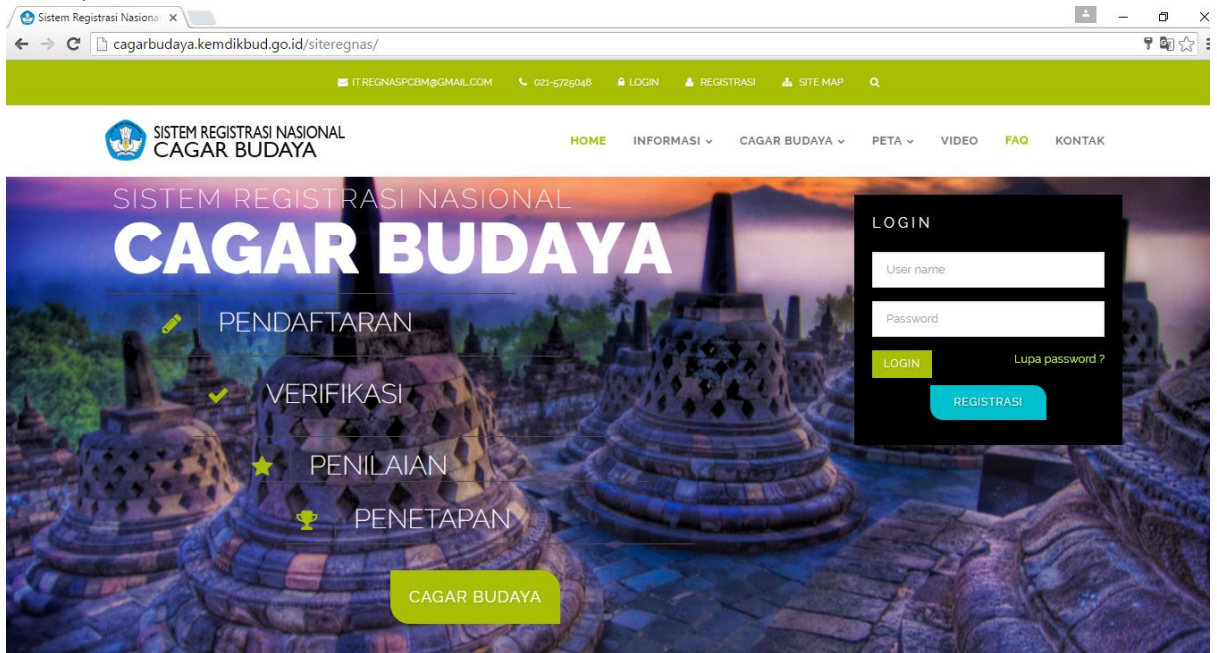 Sistem Registrasi Nasional
cagarbudaya.kemdikbud.go.id/siteregnas/
IT.REGNASPCBM@GMAIL.COM 021-5725048 LOGIN REGISTRASI SITE MAP
SISTEM REGISTRASI NASIONAL
CAGAR BUDAYA
HOME INFORMASI CAGAR BUDAYA PETA VIDEO FAQ KONTAK
SISTEM REGISTRASI NASIONAL
CAGAR BUDAYA
PENDAFTARAN
VERIFIKASI
PENILAIAN
PENETAPAN
CAGAR BUDAYA
LOGIN
User name
Password
LOGIN Lupa password ?
REGISTRASI